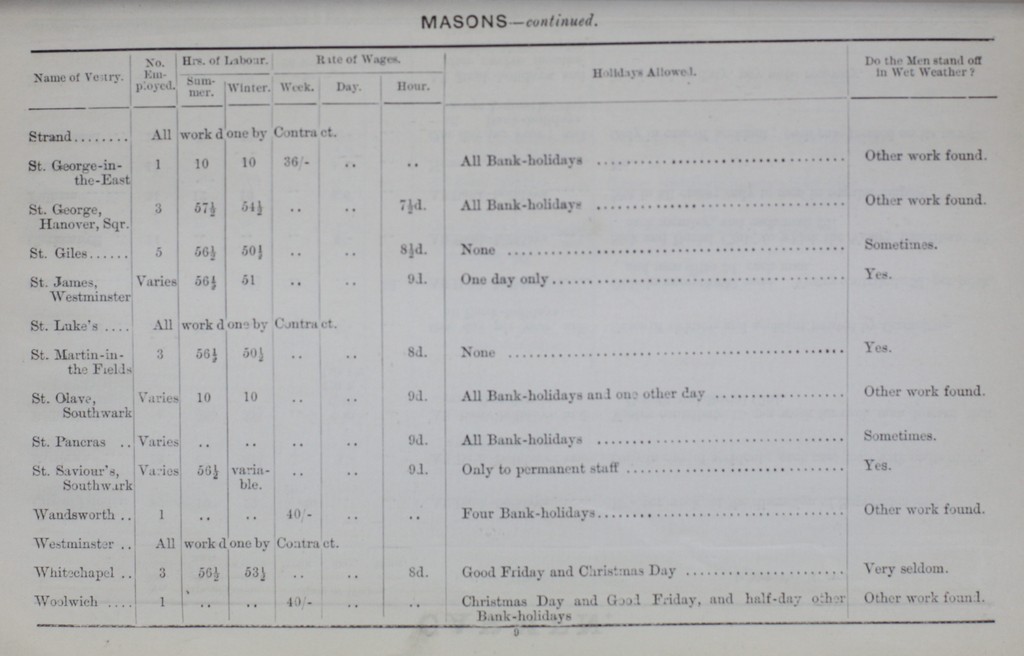 MASONS—continued.
Name of Vestry. No. Em-ployed. Hrs. of Labour. Rate of Wages. Holidays Allowed. Do the Men stand off in Wet Weather?
Sum-mer. Winter. Week. Day. Hour.
Strand........ All work done by Contract.
St. George-in- 1 10 10 36/- .. .. All Bank-holidays ........ Other work found.
the-East
St. George, 3 57½ 54½ .. .. 7½d. All Bank-holidays ........ Other work found.
Hanover, Sqr.
St. Giles...... 5 56½ 50½ .. .. 8½d. None ........ Sometimes.
St. James, Varies 56½ 51 .. .. 9d. One day only ........ Yes.
Westminster
St. Luke's .... All work done by Contract.
St. Martin-in- 3 56½ 50½ .. .. 8d. None ........ Yes.
the Fields
St. Olave, Varies 10 10 .. .. 9d. All Bank-holidays and one other day ........ Other work found.
Southwark
St. Pancras .. Varies .. .. .. .. 9d. All Bank-holidays ........ Sometimes.
St. Saviour's, Varies 56½ varia- .. .. 9d. Only to permanent staff ........ Yes.
Southwark ble.
Wandsworth .. 1 .. .. 40/- .. .. Four Bank-holidays........ Other work found.
Westminster .. All work done by Contract.
Whitechapel .. 3 56½ 53½ .. .. 8d. Good Friday and Christmas Day ........ Very seldom.
Woolwich .... 1 .. .. 40/- .. .. Christmas Day and Good Friday, and half-day other Other work found.
Bank-holidays
9